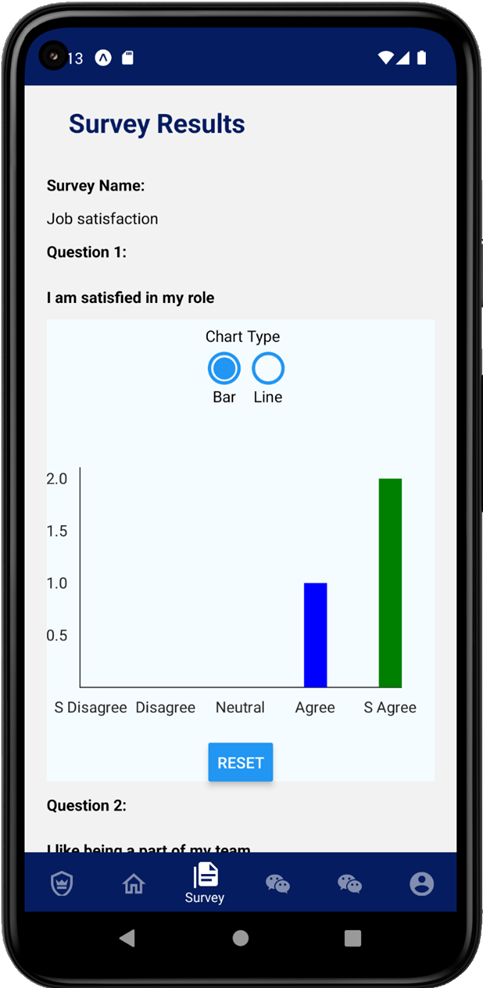 13
Survey Results
Survey Name:
Job satisfaction
Question 1:
I am satisfied in my role
Chart Type
Bar Line
2.0
1.5
1.0
0.5
S Disagree Disagree Neutral Agree S Agree
RESET
Question 2:
I like being a part of my team
Survey